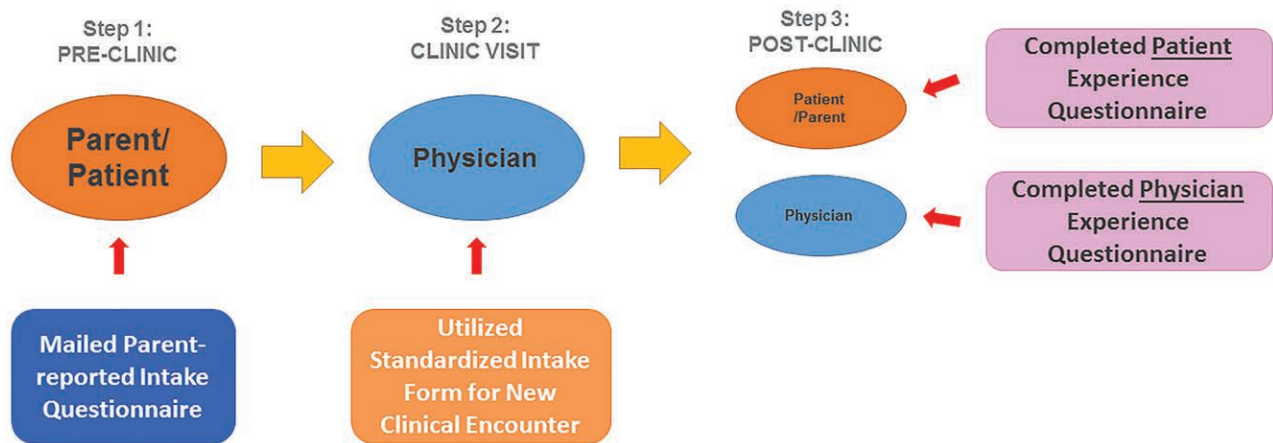 Step 1:
PRE-CLINIC
Parent/
Patient
Mailed Parent-
reported Intake
Questionnaire
Step 2:
CLINIC VISIT
Physician
Utilized
Standardized Intake
Form for New
Clinical Encounter
Step 3:
POST-CLINIC
Patient
/Parent
Physician
Completed Patient
Experience
Questionnaire
Completed Physician
Experience
Questionnaire